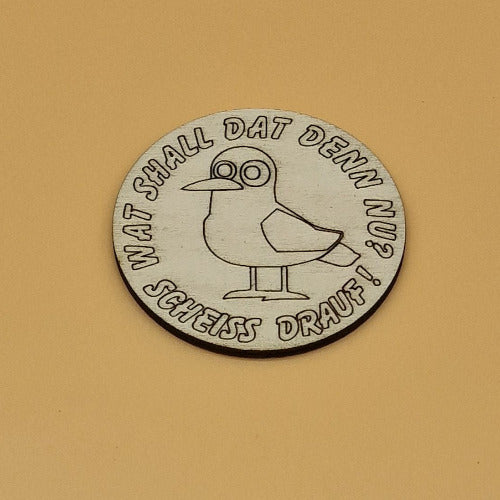 WAT SHALL DAT DENN NU?
SCHEISS DRAUF!